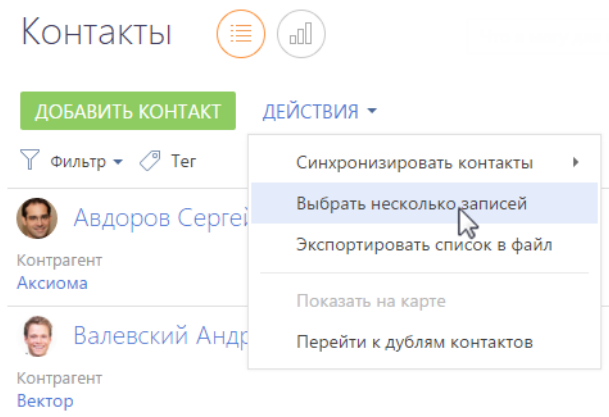 Контакты
ДОБАВИТЬ КОНТАКТ ДЕЙСТВИЯ
Фильтр Тег
Синхронизировать контакты
Выбрать несколько записей
Экспортировать список в файл
Показать на карте
Перейти к дублям контактов
Авдоров Сергей
Контрагент
Аксиома
Валевский Андр
Контрагент
Вектор